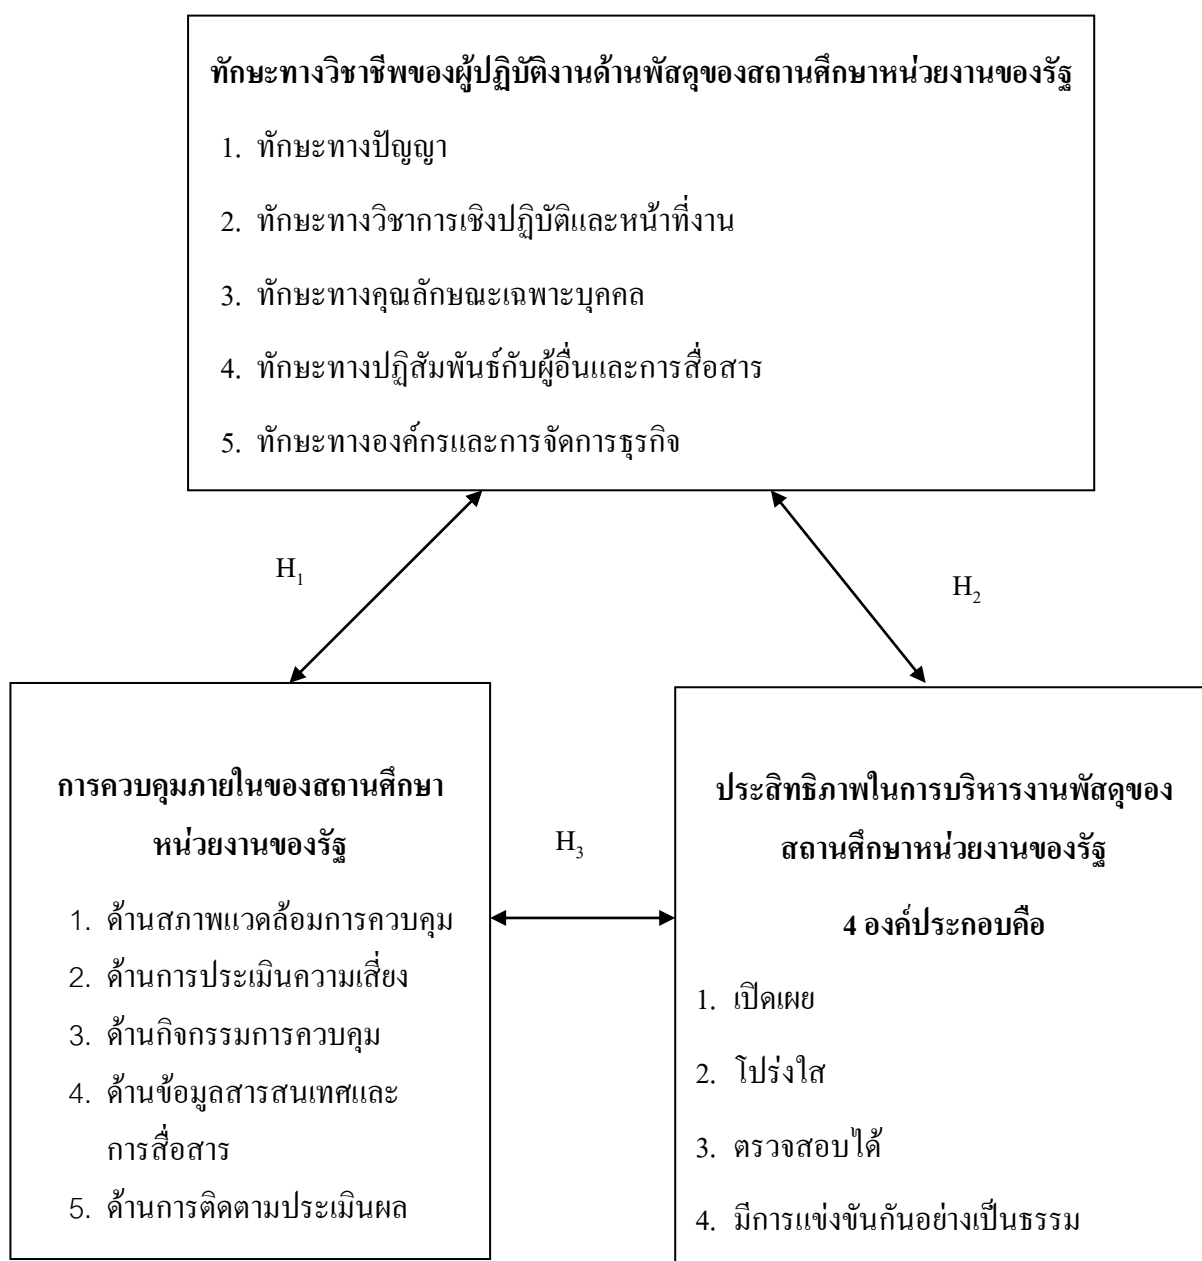 ทักษะทางวิชาชีพของผู้ปฏิบัติงานด้านพัสดุของสถานศึกษาหน่วยงานของรัฐ
1. ทักษะทางปัญญา
2. ทักษะทางวิชาการเชิงปฏิบัติและหน้าที่งาน
3. ทักษะทางคุณลักษณะเฉพาะบุคคล
4. ทักษะทางปฏิสัมพันธ์กับผู้อื่นและการสื่อสาร
5. ทักษะทางองค์กรและการจัดการธุรกิจ
H1
H2
การควบคุมภายในของสถานศึกษา
หน่วยงานของรัฐ
1. ด้านสภาพแวดล้อมการควบคุม
2. ด้านการประเมินความเสี่ยง
3. ด้านกิจกรรมการควบคุม
4. ด้านข้อมูลสารสนเทศและ
การสื่อสาร
5. ด้านการติดตามประเมินผล
H3
ประสิทธิภาพในการบริหารงานพัสดุของ
สถานศึกษาหน่วยงานของรัฐ
4 องค์ประกอบคือ
1. เปิดเผย
2. โปร่งใส
3. ตรวจสอบได้
4. มีการแข่งขันกันอย่างเป็นธรรม